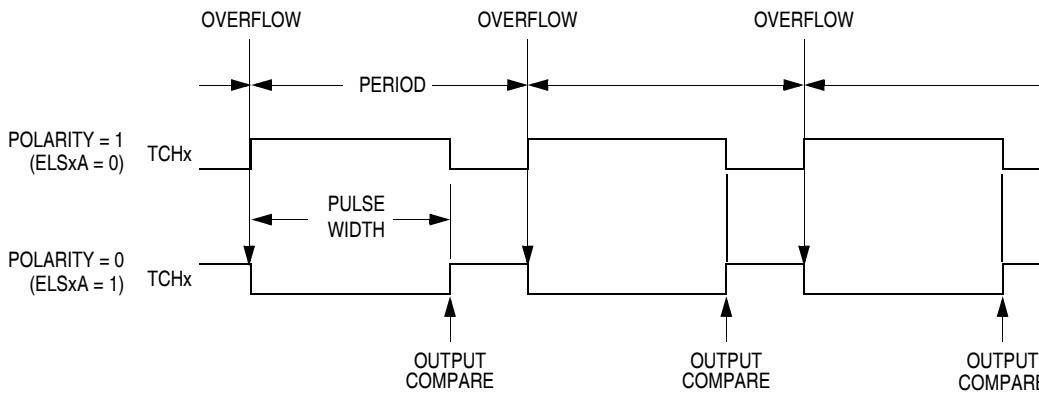 OVERFLOW OVERFLOW OVERFLOW
PERIOD
POLARITY = 1
(ELSxA = 0)
TCHx
PULSE
WIDTH
POLARITY = 0
(ELSxA = 1)
TCHx
OUTPUT
COMPARE
OUTPUT
COMPARE
OUTPUT
COMPARE